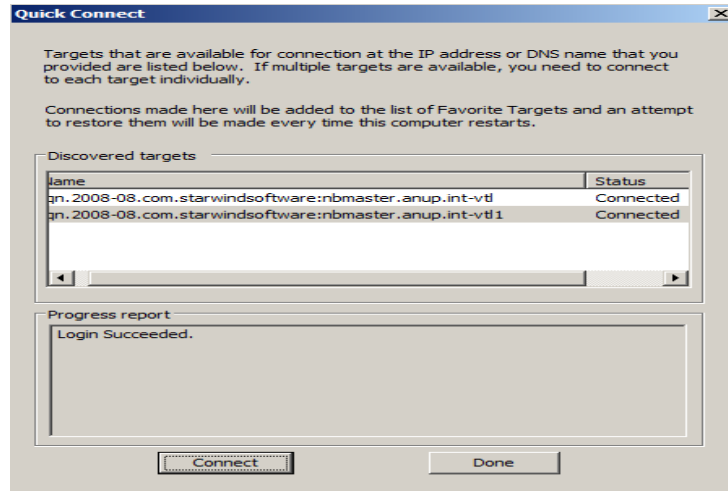 Quick Connect
Targets that are available for connection at the IP address or DNS name that you
provided are listed below. If multiple targets are available, you need to connect
to each target individually.
Connections made here will be added to the list of Favorite Targets and an attempt
to restore them will be made every time this computer restarts.
Discovered targets
Name Status
qn.2008-08.com.starwindsoftware:nbmaster.anup.int-vtl Connected
qn.2008-08.com.starwindsoftware:nbmaster.anup.int-vtl1 Connected
Progress report
Login Succeeded.
Connect Done